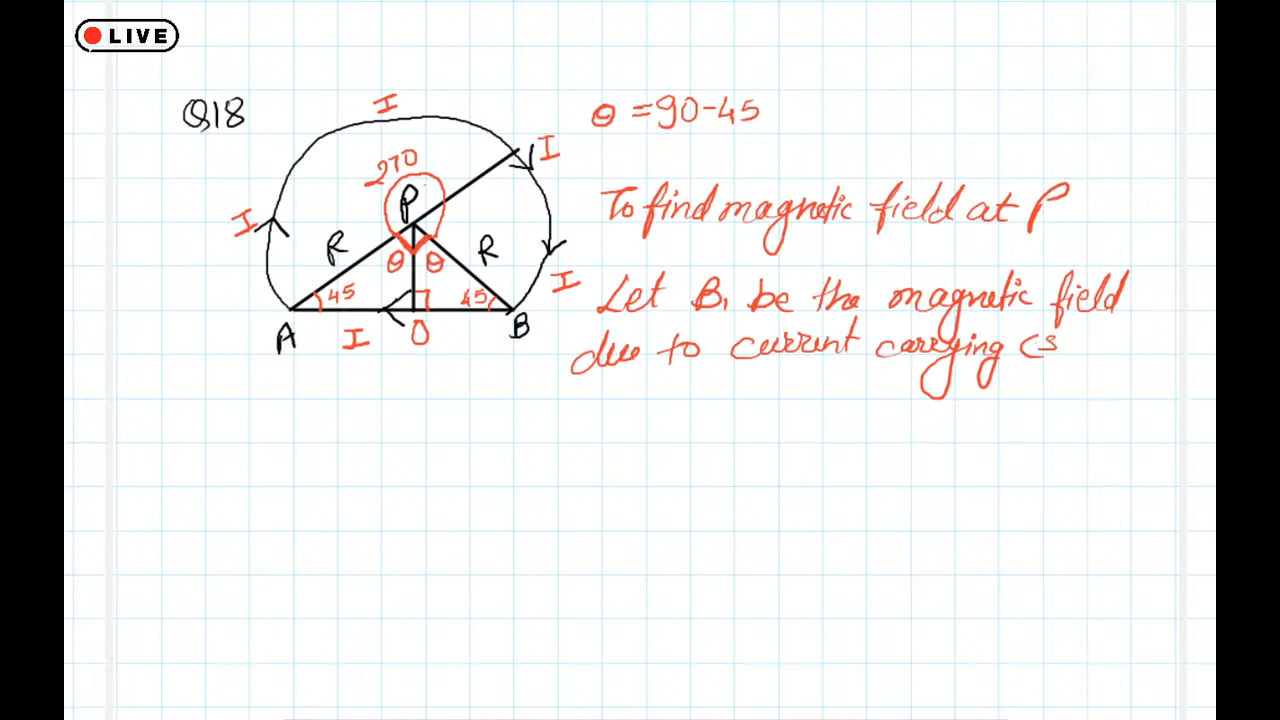 LIVE
Q18
I
θ = 90-45
I
270
P
To find magnetic field at P
I
R
R
θ
θ
I
45
45
Let B₁ be the magnetic field
A
I
O
B
due to current carrying cs